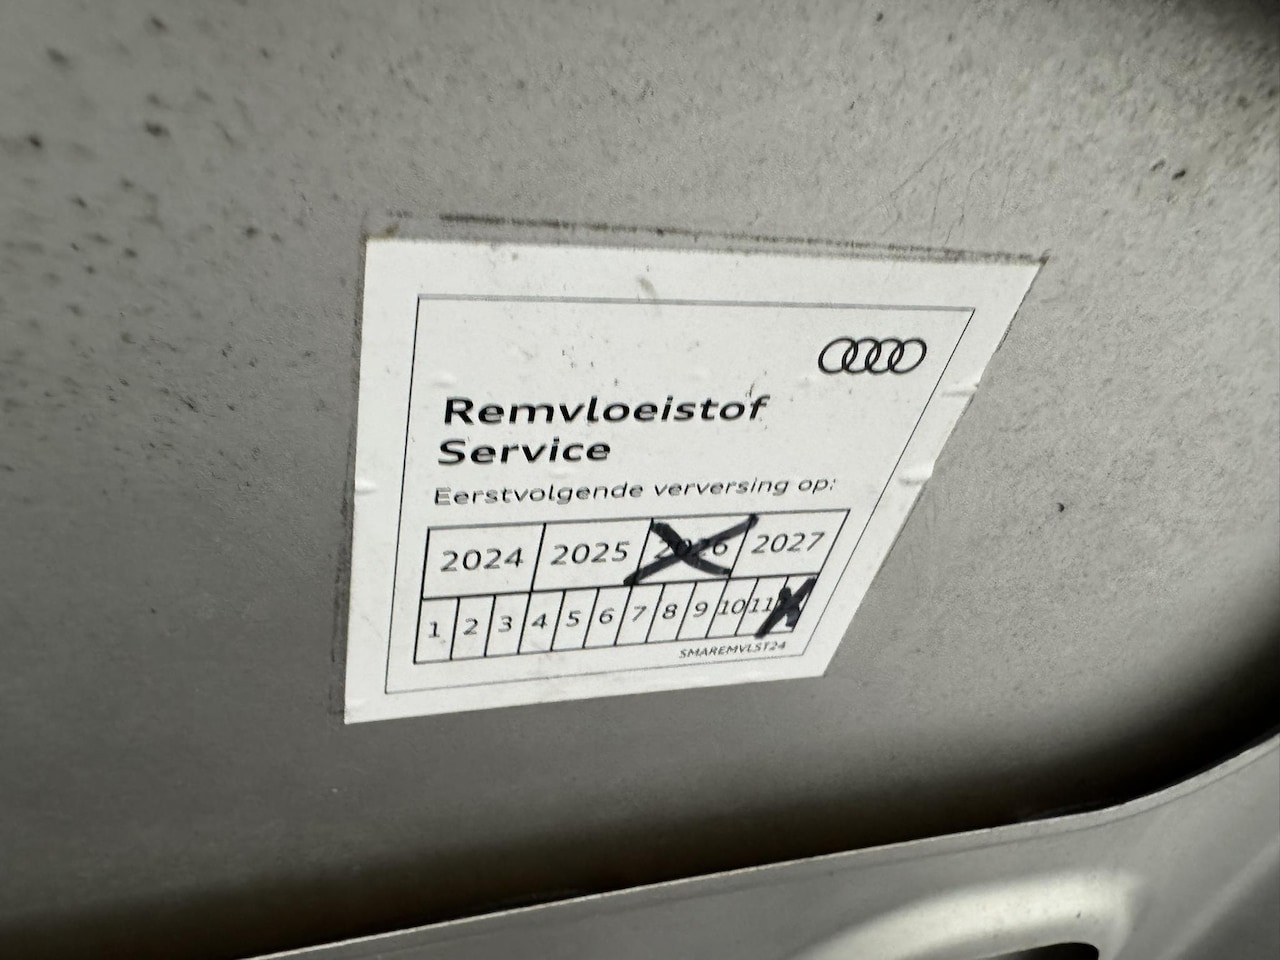 Remvloeistof
Service
Eerstvolgende verversing op:
2024 2025 2026 2027
1 2 3 4 5 6 7 8 9 10 11
SMAREMVLST24